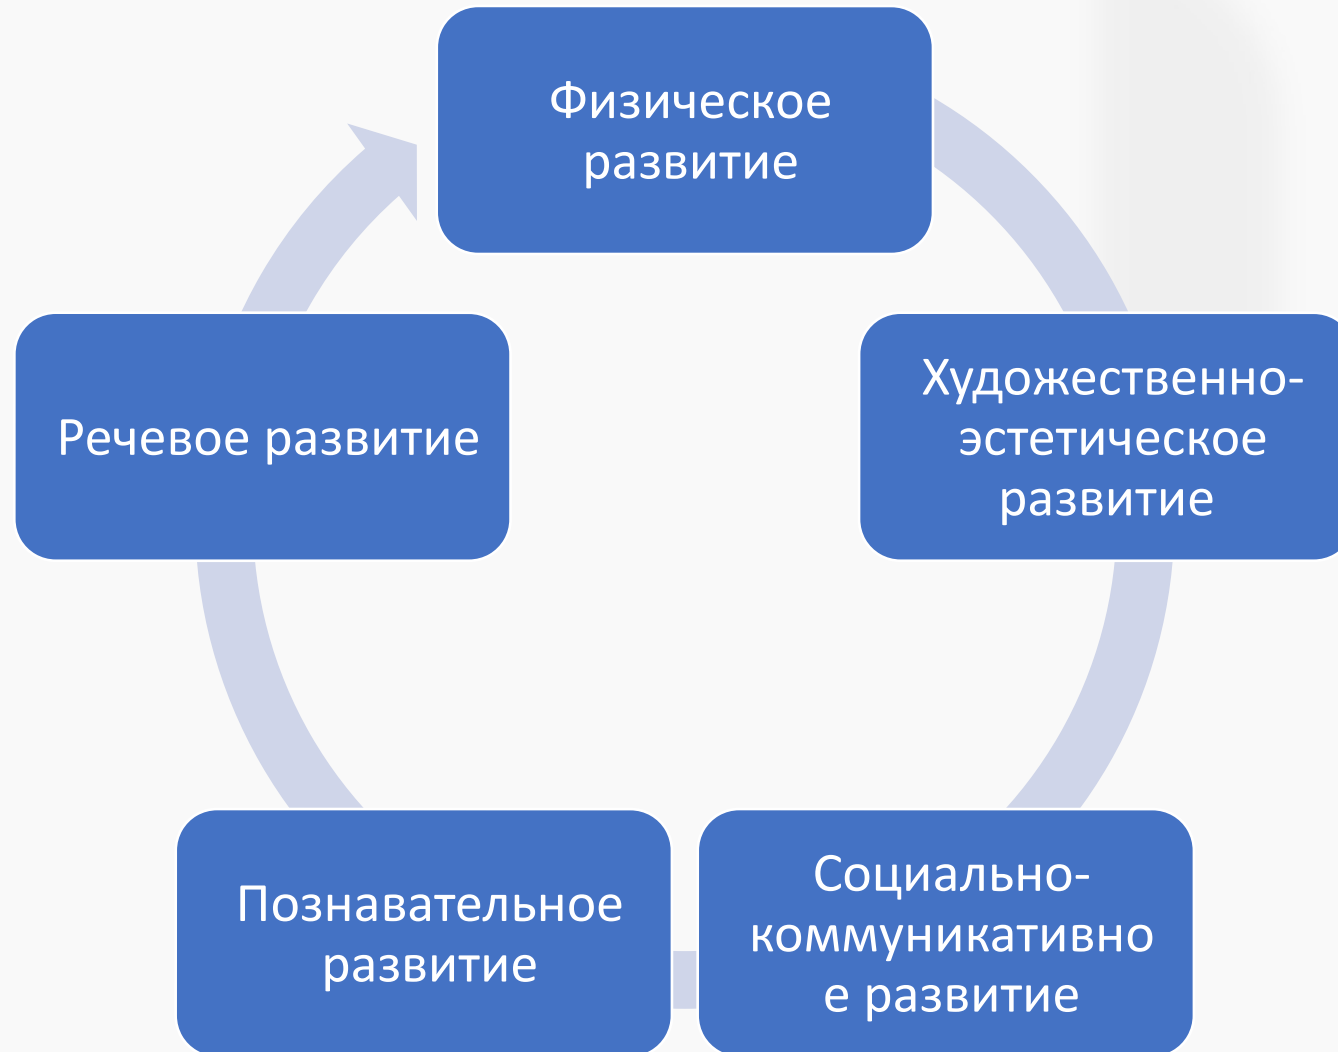 Физическое
развитие
Художественно-
эстетическое
развитие
Социально-
коммуникативно
е развитие
Познавательное
развитие
Речевое развитие